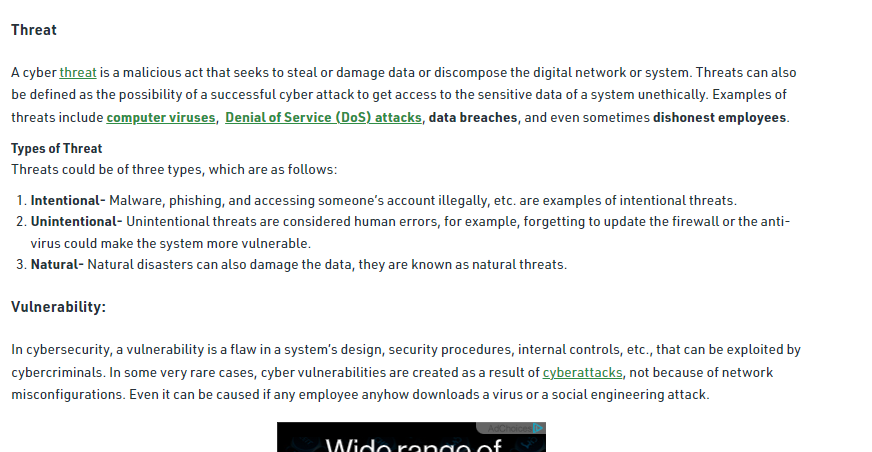 Threat
A cyber threat is a malicious act that seeks to steal or damage data or discompose the digital network or system. Threats can also
be defined as the possibility of a successful cyber attack to get access to the sensitive data of a system unethically. Examples of
threats include computer viruses, Denial of Service (DoS) attacks, data breaches, and even sometimes dishonest employees.
Types of Threat
Threats could be of three types, which are as follows:
1. Intentional- Malware, phishing, and accessing someone's account illegally, etc. are examples of intentional threats.
2. Unintentional- Unintentional threats are considered human errors, for example, forgetting to update the firewall or the anti-
virus could make the system more vulnerable.
3. Natural- Natural disasters can also damage the data, they are known as natural threats.
Vulnerability:
In cybersecurity, a vulnerability is a flaw in a system's design, security procedures, internal controls, etc., that can be exploited by
cybercriminals. In some very rare cases, cyber vulnerabilities are created as a result of cyberattacks, not because of network
misconfigurations. Even it can be caused if any employee anyhow downloads a virus or a social engineering attack.
AdChoices
Wide range of